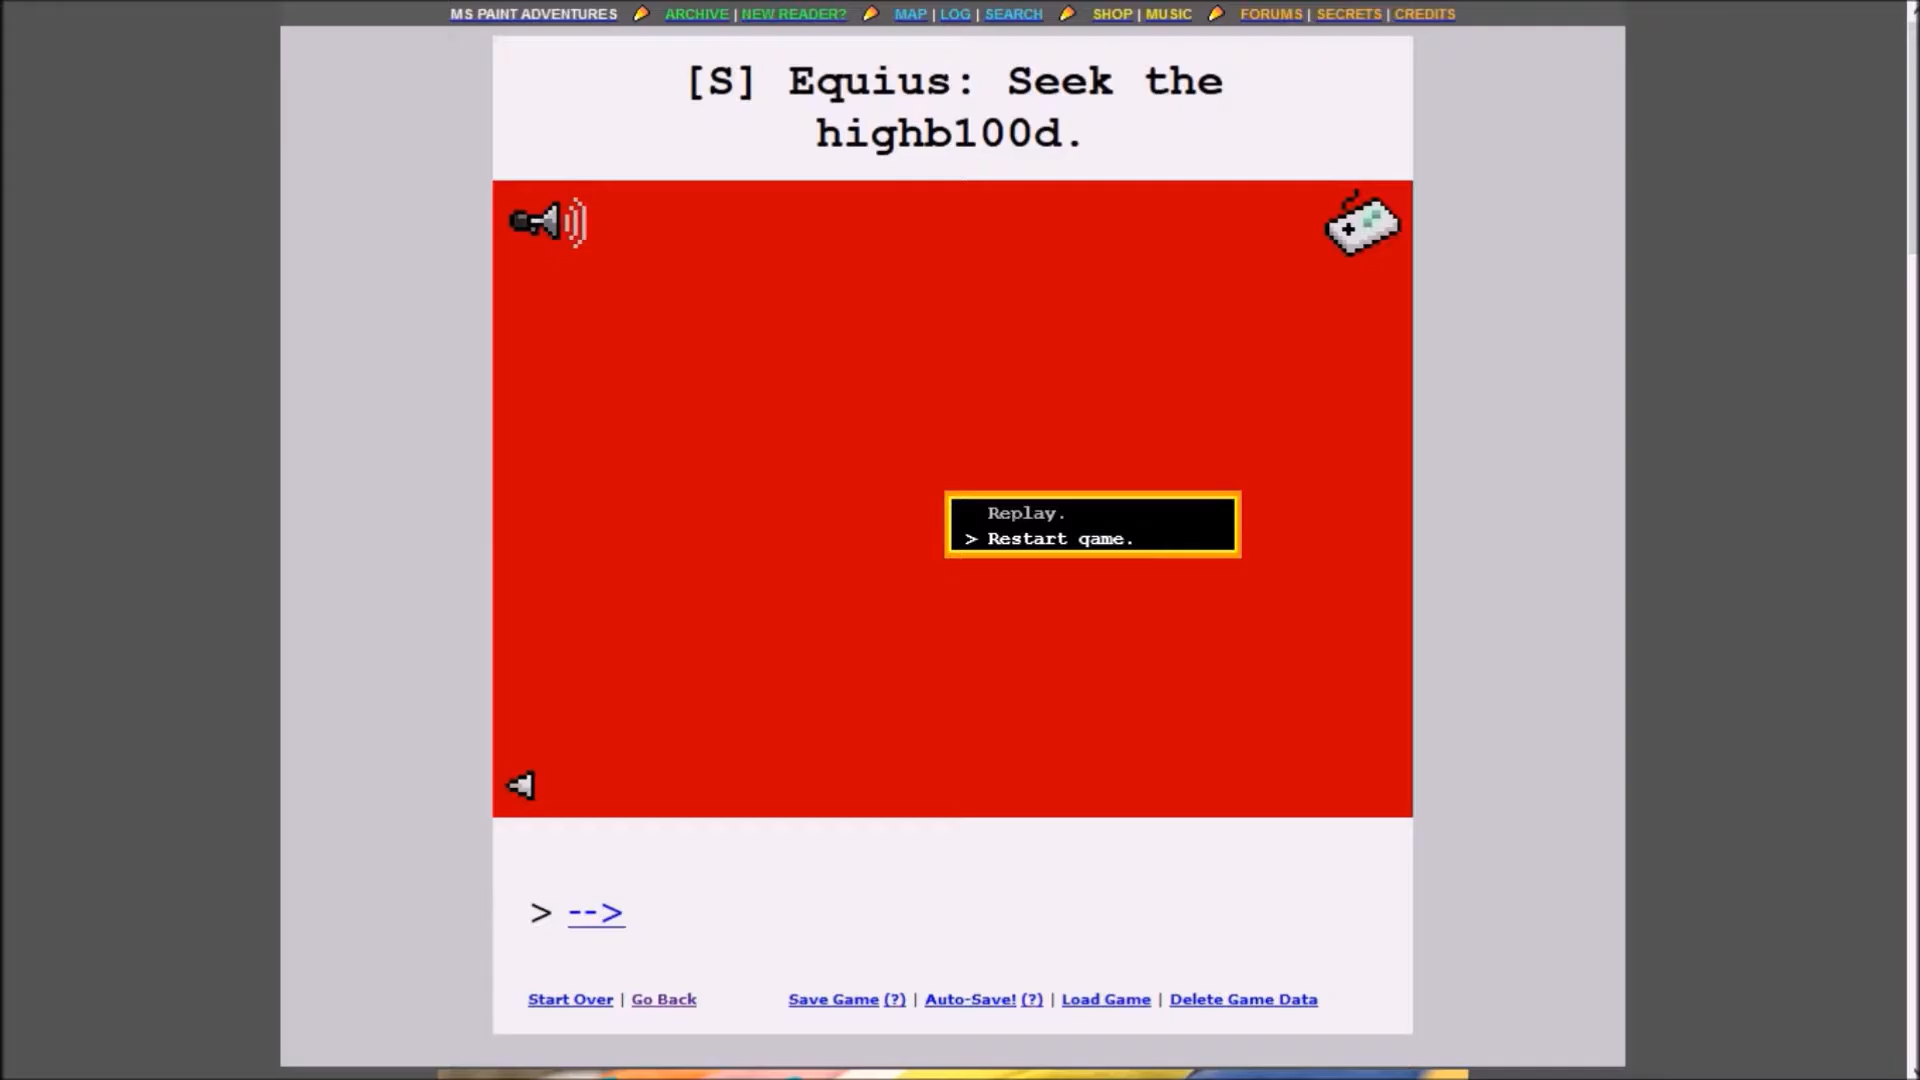 MS PAINT ADVENTURES ARCHIVE | NEW READER? MAP | LOG | SEARCH SHOP | MUSIC FORUMS | SECRETS | CREDITS
[S] Equius: Seek the
highb100d.
Replay.
> Restart game.
> -->
Start Over | Go Back Save Game (?) | Auto-Save! (?) | Load Game | Delete Game Data